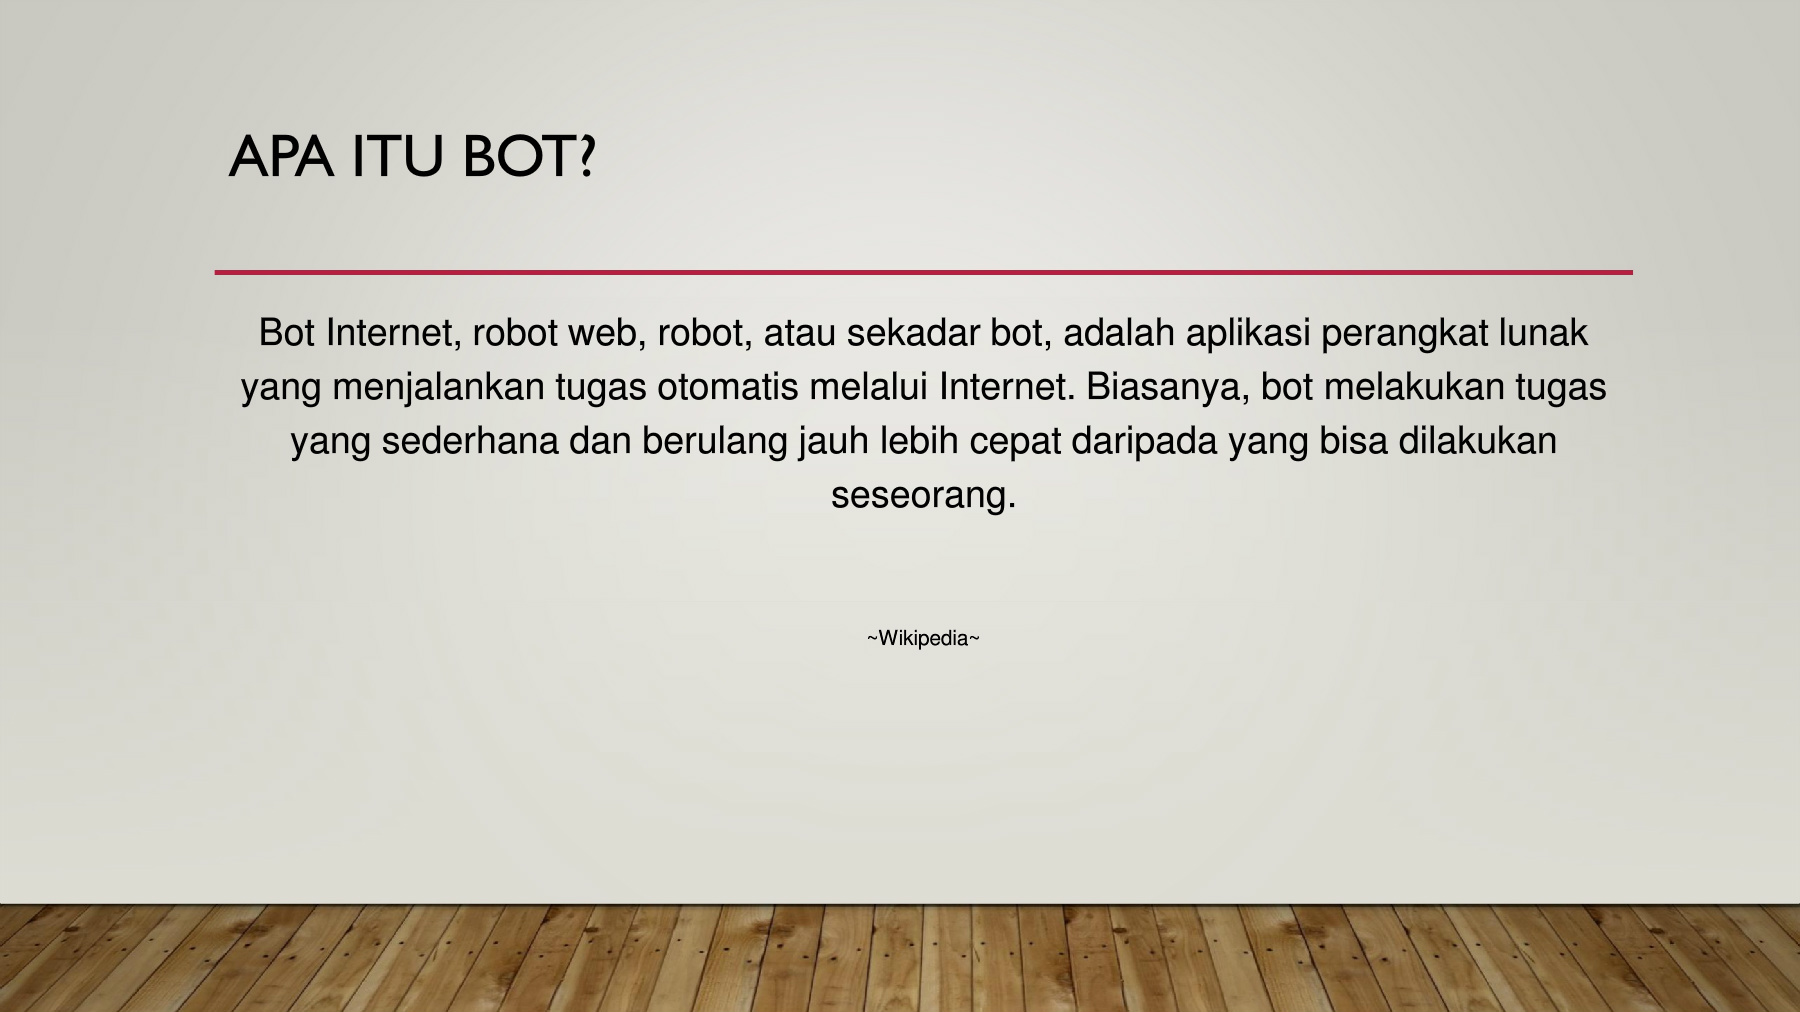 APA ITU BOT?
Bot Internet, robot web, robot, atau sekadar bot, adalah aplikasi perangkat lunak
yang menjalankan tugas otomatis melalui Internet. Biasanya, bot melakukan tugas
yang sederhana dan berulang jauh lebih cepat daripada yang bisa dilakukan
seseorang.
~Wikipedia~